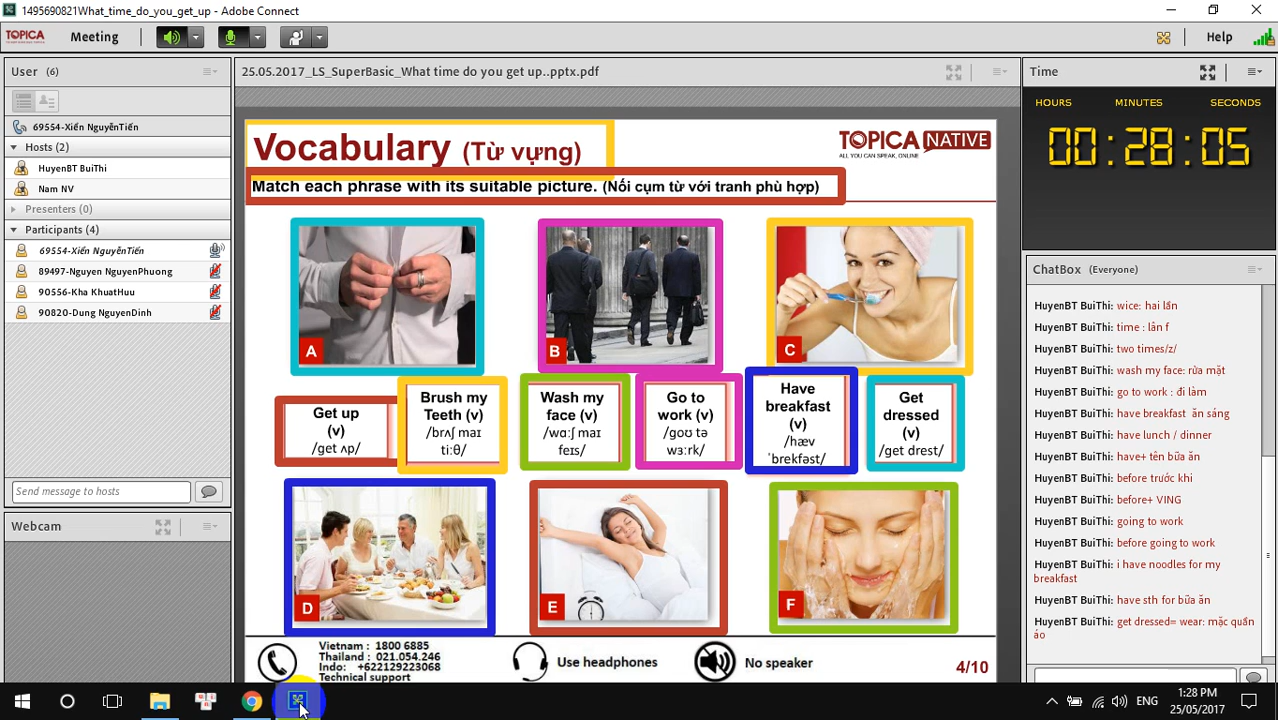 1495690821What_time_do_you_get_up - Adobe Connect
TOPICA
Meeting
Help
User (6)
69554-Xiển NguyễnTiến
Hosts (2)
HuyenBT BuiThi
Nam NV
Presenters (0)
Participants (4)
69554-Xiển NguyễnTiến
89497-Nguyen NguyenPhuong
90556-Kha KhuatHuu
90820-Dung NguyenDinh
Send message to hosts
Webcam
25.05.2017_LS_SuperBasic_What time do you get up..pptx.pdf
Vocabulary (Từ vựng)
TOPICA NATIVE
ALL YOU CAN SPEAK, ONLINE
Match each phrase with its suitable picture. (Nối cụm từ với tranh phù hợp)
A
B
C
Get up
(v)
/get ʌp/
Brush my
Teeth (v)
/brʌʃ maɪ
tiːθ/
Wash my
face (v)
/wɑːʃ maɪ
feɪs/
Go to
work (v)
/goʊ tə
wɜːrk/
Have
breakfast
(v)
/hæv
ˈbrekfəst/
Get
dressed
(v)
/get drest/
D
E
F
Vietnam : 1800 6885
Thailand : 021.054.246
Indo: +622129223068
Technical support
Use headphones
No speaker
4/10
Time
HOURS MINUTES SECONDS
00:28:05
ChatBox (Everyone)
HuyenBT BuiThi: wice: hai lần
HuyenBT BuiThi: time : lần f
HuyenBT BuiThi: two times/z/
HuyenBT BuiThi: wash my face: rửa mặt
HuyenBT BuiThi: go to work : đi làm
HuyenBT BuiThi: have breakfast ăn sáng
HuyenBT BuiThi: have lunch / dinner
HuyenBT BuiThi: have+ tên bữa ăn
HuyenBT BuiThi: before trước khi
HuyenBT BuiThi: before+ VING
HuyenBT BuiThi: going to work
HuyenBT BuiThi: before going to work
HuyenBT BuiThi: i have noodles for my
breakfast
HuyenBT BuiThi: have sth for bữa ăn
HuyenBT BuiThi: get dressed= wear: mặc quần
áo
ENG
1:28 PM
25/05/2017